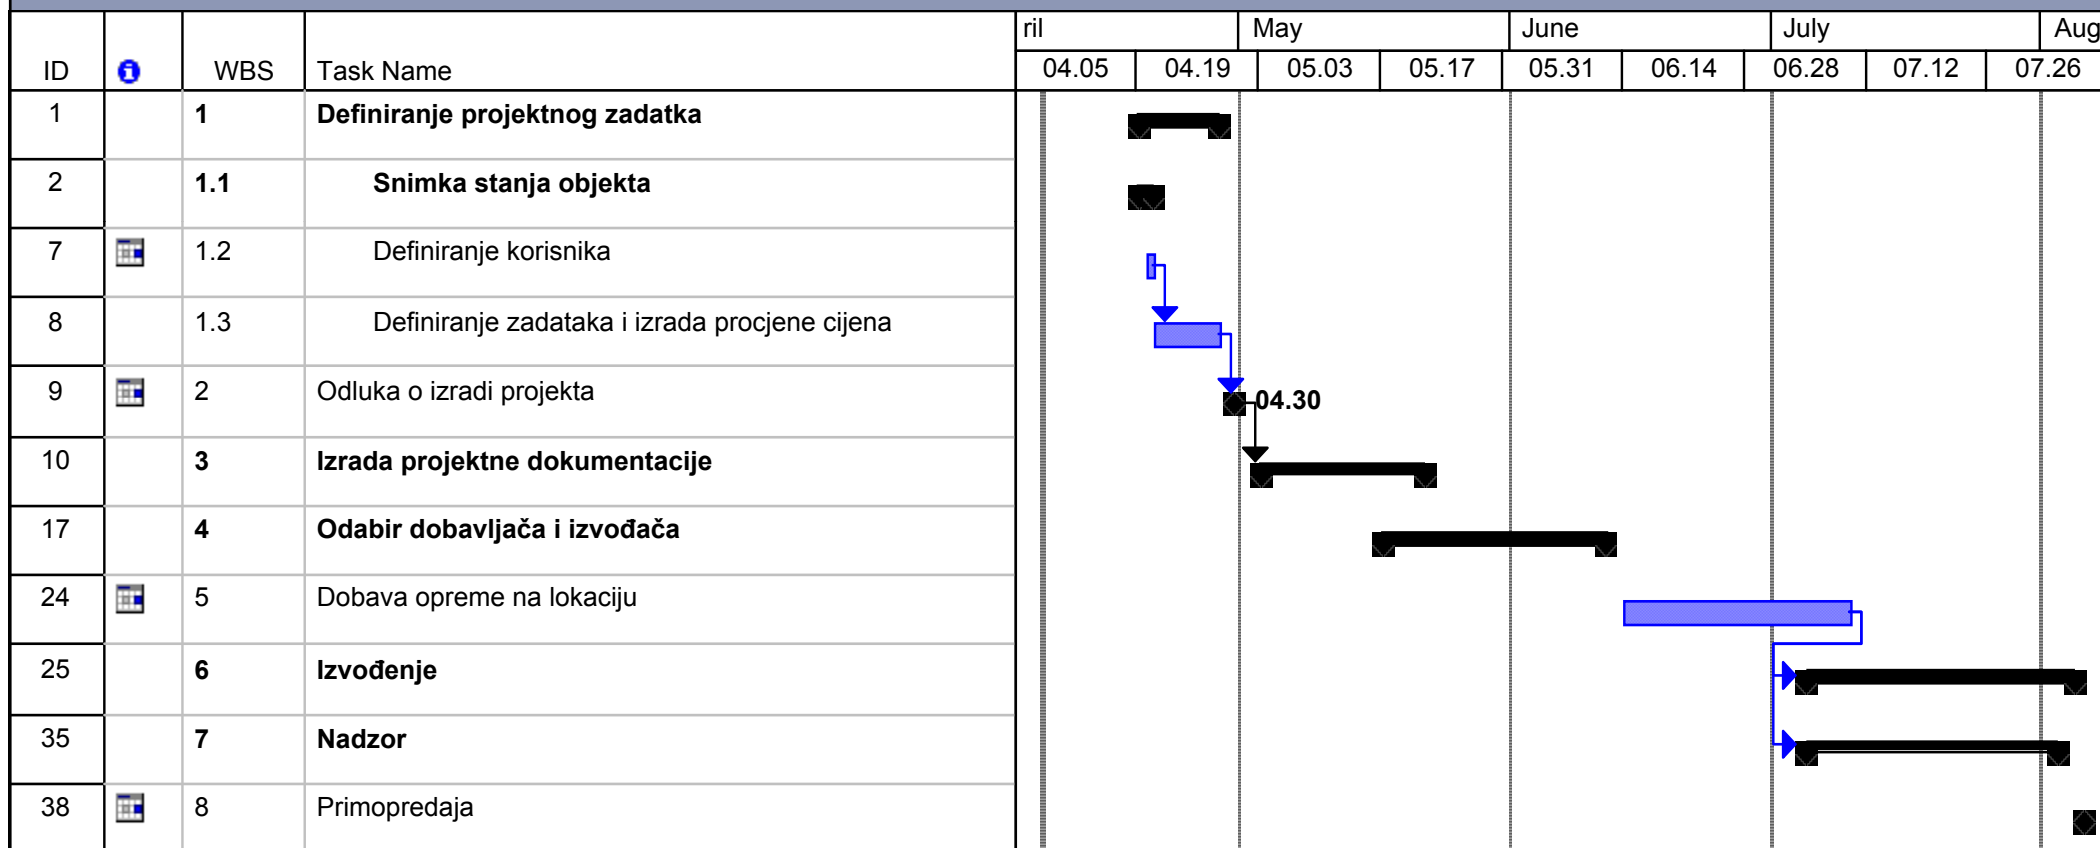 ril May June July Aug
ID WBS Task Name 04.05 04.19 05.03 05.17 05.31 06.14 06.28 07.12 07.26
1 1 Definiranje projektnog zadatka
2 1.1 Snimka stanja objekta
7 1.2 Definiranje korisnika
8 1.3 Definiranje zadataka i izrada procjene cijena
9 2 Odluka o izradi projekta 04.30
10 3 Izrada projektne dokumentacije
17 4 Odabir dobavljača i izvođača
24 5 Dobava opreme na lokaciju
25 6 Izvođenje
35 7 Nadzor
38 8 Primopredaja